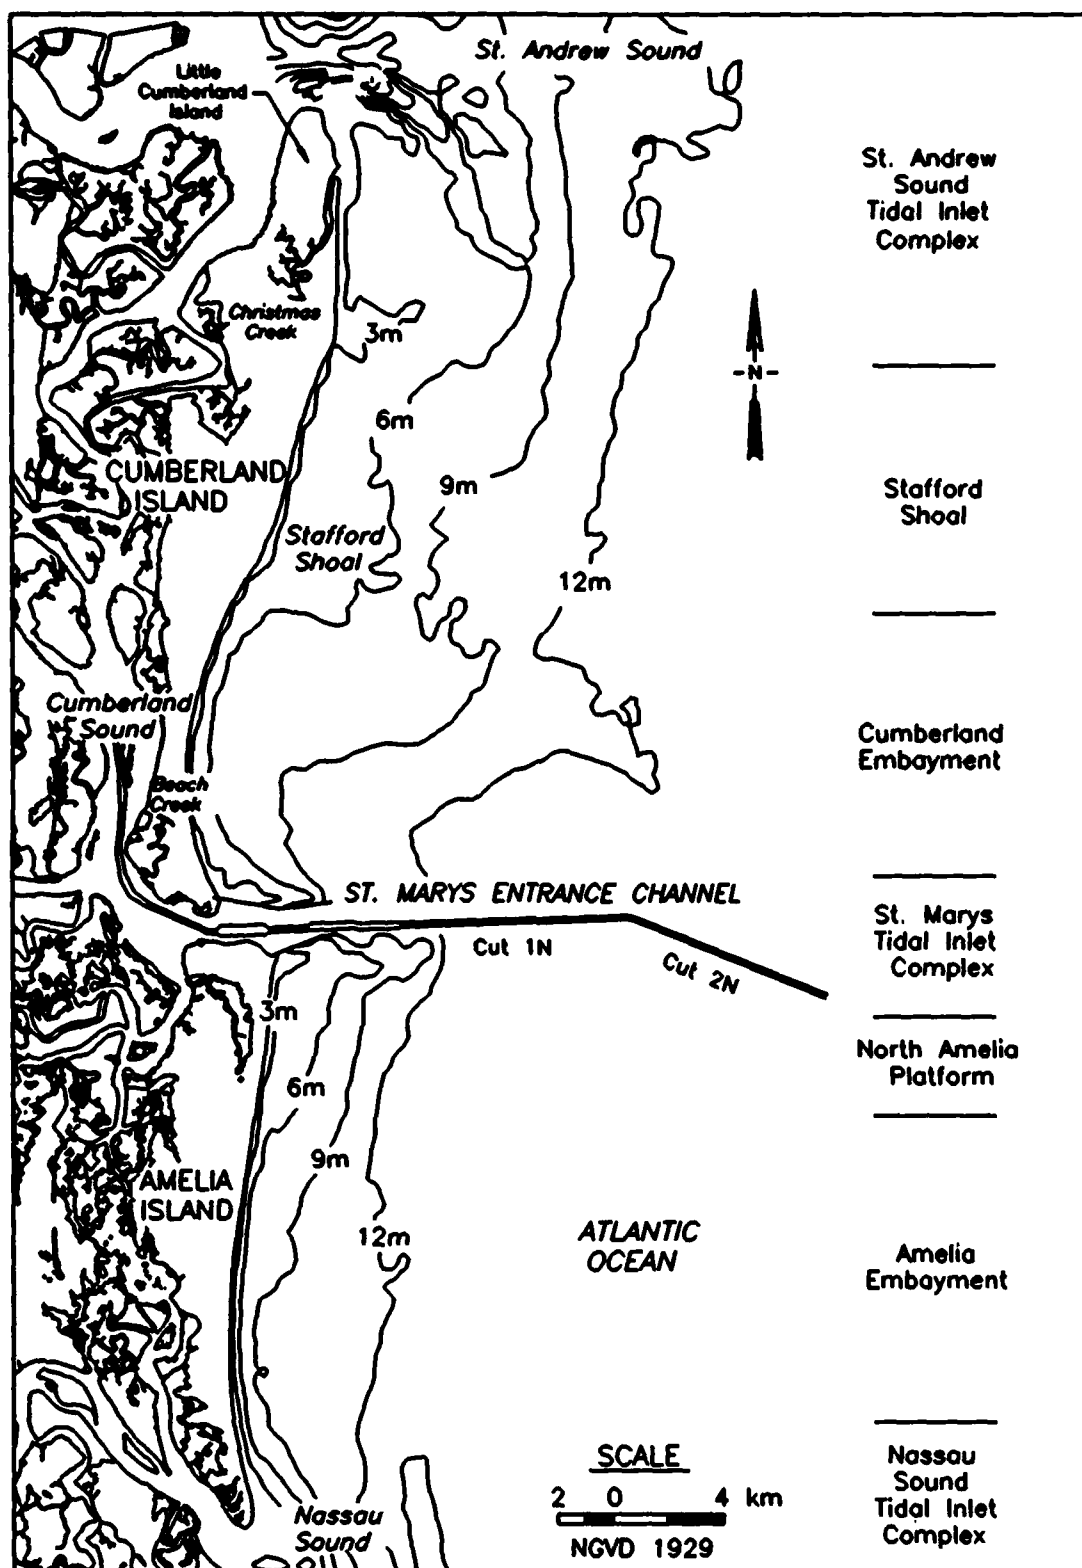 St. Andrew Sound
Little
Cumberland
Island
St. Andrew
Sound
Tidal Inlet
Complex
Christmas
Creek
3m
-N-
6m
CUMBERLAND
ISLAND
9m
Stafford
Shoal
Stafford
Shoal
12m
Cumberland
Sound
Cumberland
Embayment
Beach
Creek
ST. MARYS ENTRANCE CHANNEL
Cut 1N
Cut 2N
St. Marys
Tidal Inlet
Complex
3m
North Amelia
Platform
6m
9m
AMELIA
ISLAND
12m
ATLANTIC
OCEAN
Amelia
Embayment
SCALE
2 0 4 km
NGVD 1929
Nassau
Sound
Nassau
Sound
Tidal Inlet
Complex